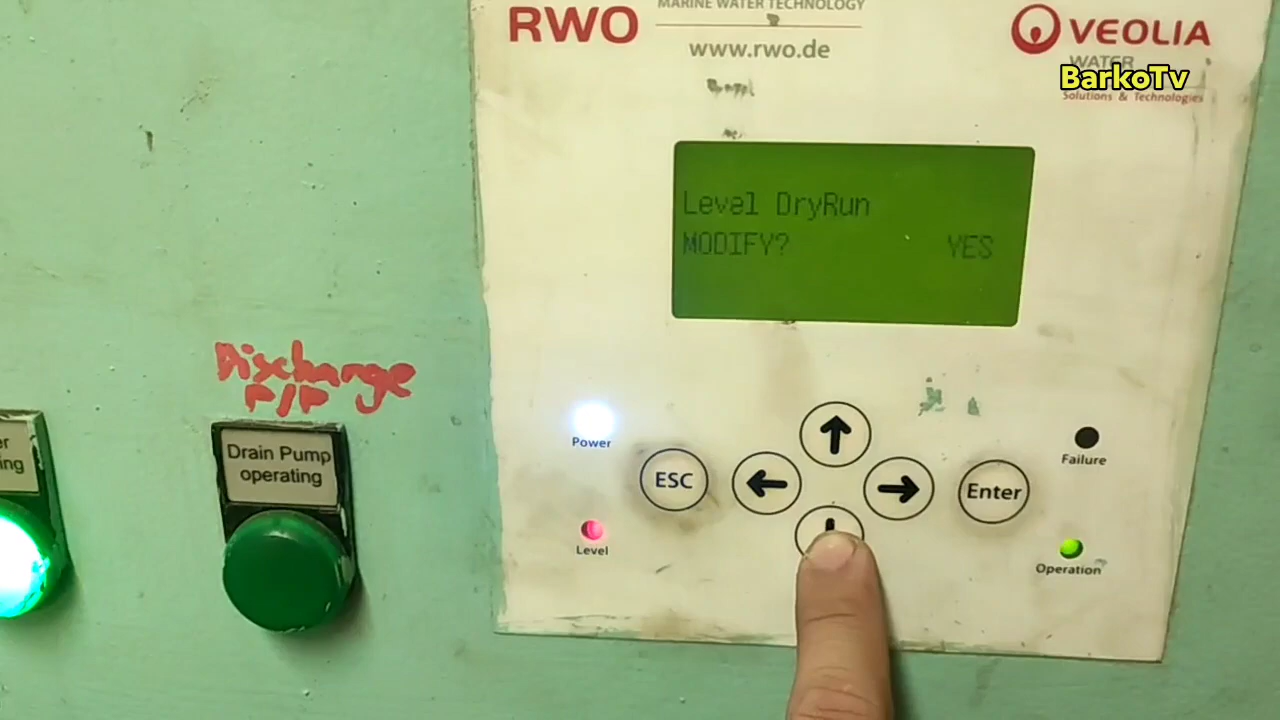 RWO
MARINE WATER TECHNOLOGY
www.rwo.de
VEOLIA
WATER
BarkoTv
Solutions & Technologies
Level DryRun
MODIFY? YES
Discharge
P/P
Drain Pump
operating
Power
ESC
Enter
Failure
Level
Operation